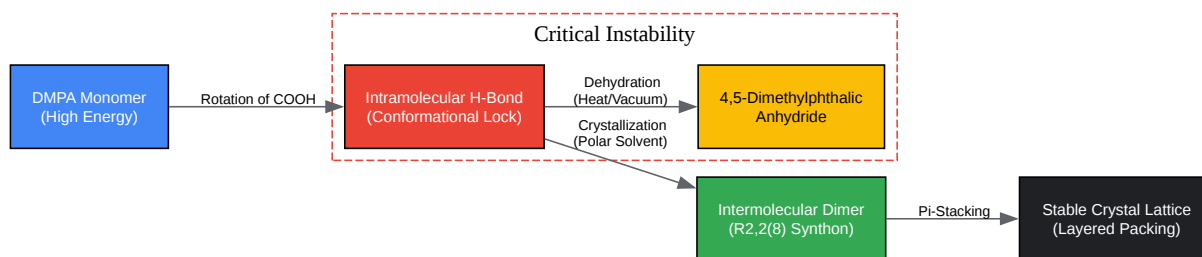 Critical Instability
DMPA Monomer
(High Energy)
Rotation of COOH
Intramolecular H-Bond
(Conformational Lock)
Dehydration
(Heat/Vacuum)
4,5-Dimethylphthalic
Anhydride
Crystallization
(Polar Solvent)
Intermolecular Dimer
(R2,2(8) Synthon)
Pi-Stacking
Stable Crystal Lattice
(Layered Packing)